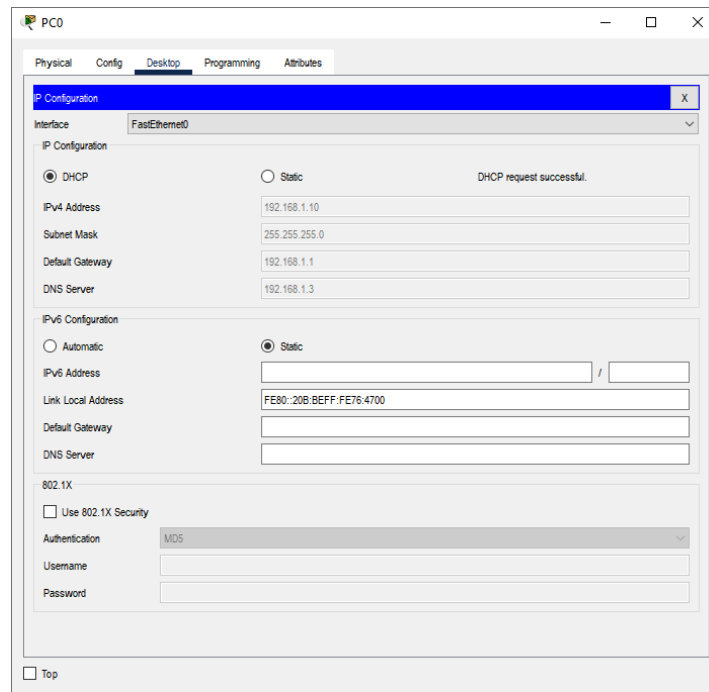 PC0
Physical Config Desktop Programming Attributes
IP Configuration X
Interface FastEthernet0
IP Configuration
DHCP Static DHCP request successful.
IPv4 Address 192.168.1.10
Subnet Mask 255.255.255.0
Default Gateway 192.168.1.1
DNS Server 192.168.1.3
IPv6 Configuration
Automatic Static
IPv6 Address /
Link Local Address FE80::20B:BEFF:FE76:4700
Default Gateway
DNS Server
802.1X
Use 802.1X Security
Authentication MD5
Username
Password
Top